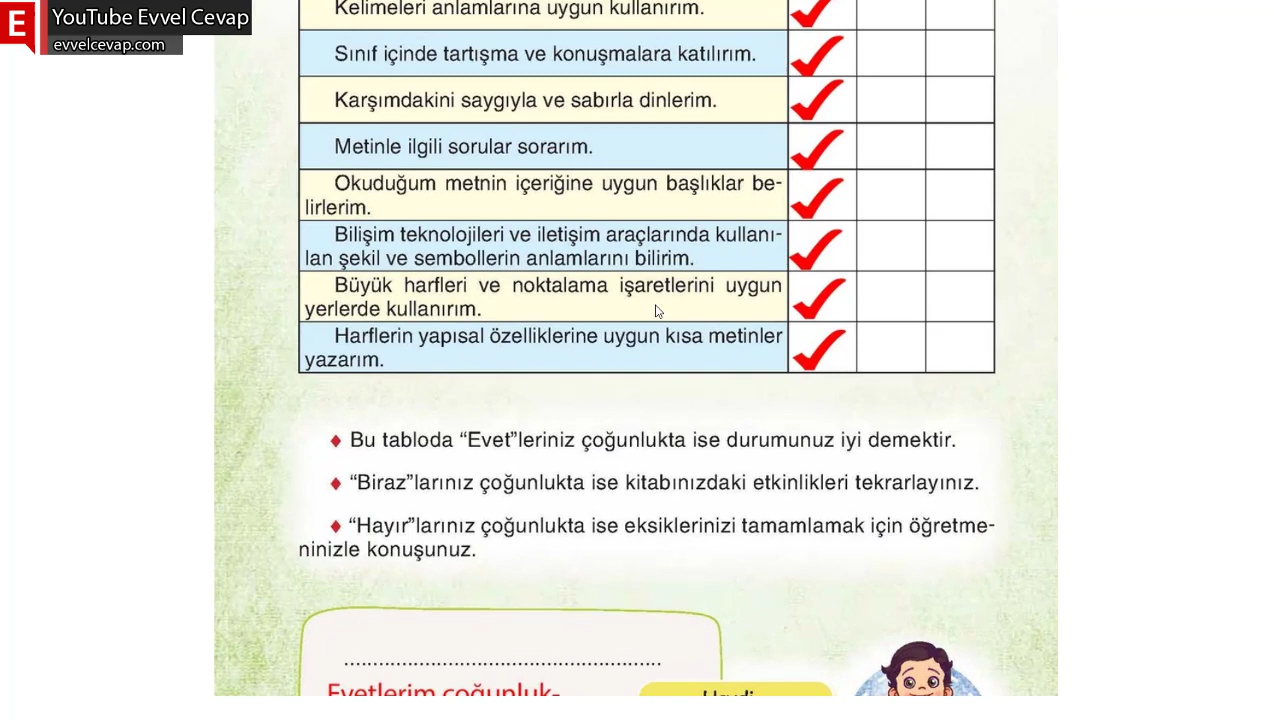 YouTube Evvel Cevap
evvelcevap.com
Kelimeleri anlamlarına uygun kullanırım.
Sınıf içinde tartışma ve konuşmalara katılırım.
Karşımdakini saygıyla ve sabırla dinlerim.
Metinle ilgili sorular sorarım.
Okuduğum metnin içeriğine uygun başlıklar be-
lirlerim.
Bilişim teknolojileri ve iletişim araçlarında kullanı-
lan şekil ve sembollerin anlamlarını bilirim.
Büyük harfleri ve noktalama işaretlerini uygun
yerlerde kullanırım.
Harflerin yapısal özelliklerine uygun kısa metinler
yazarım.
♦ Bu tabloda “Evet”leriniz çoğunlukta ise durumunuz iyi demektir.
♦ “Biraz”larınız çoğunlukta ise kitabınızdaki etkinlikleri tekrarlayınız.
♦ “Hayır”larınız çoğunlukta ise eksiklerinizi tamamlamak için öğretme-
ninizle konuşunuz.
......................................................
Evetlerim çoğunluk-
Haydi